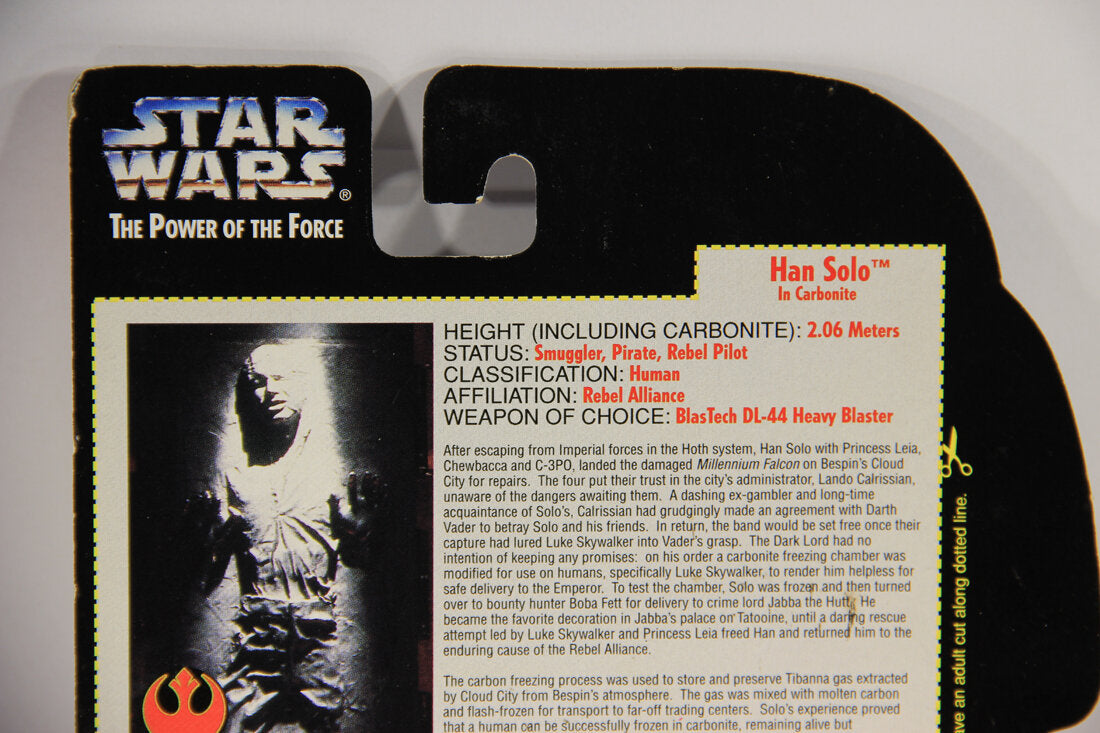 STAR
WARS®
THE POWER OF THE FORCE
Han Solo™
In Carbonite
HEIGHT (INCLUDING CARBONITE): 2.06 Meters
STATUS: Smuggler, Pirate, Rebel Pilot
CLASSIFICATION: Human
AFFILIATION: Rebel Alliance
WEAPON OF CHOICE: BlasTech DL-44 Heavy Blaster
After escaping from Imperial forces in the Hoth system, Han Solo with Princess Leia,
Chewbacca and C-3PO, landed the damaged Millennium Falcon on Bespin's Cloud
City for repairs. The four put their trust in the city's administrator, Lando Calrissian,
unaware of the dangers awaiting them. A dashing ex-gambler and long-time
acquaintance of Solo's, Calrissian had grudgingly made an agreement with Darth
Vader to betray Solo and his friends. In return, the band would be set free once their
capture had lured Luke Skywalker into Vader's grasp. The Dark Lord had no
intention of keeping any promises: on his order a carbonite freezing chamber was
modified for use on humans, specifically Luke Skywalker, to render him helpless for
safe delivery to the Emperor. To test the chamber, Solo was frozen and then turned
over to bounty hunter Boba Fett for delivery to crime lord Jabba the Hutt. He
became the favorite decoration in Jabba's palace on Tatooine, until a daring rescue
attempt led by Luke Skywalker and Princess Leia freed Han and returned him to the
enduring cause of the Rebel Alliance.
The carbon freezing process was used to store and preserve Tibanna gas extracted
by Cloud City from Bespin's atmosphere. The gas was mixed with molten carbon
and flash-frozen for transport to far-off trading centers. Solo's experience proved
that a human can be successfully frozen in carbonite, remaining alive but
ave an adult cut along dotted line.